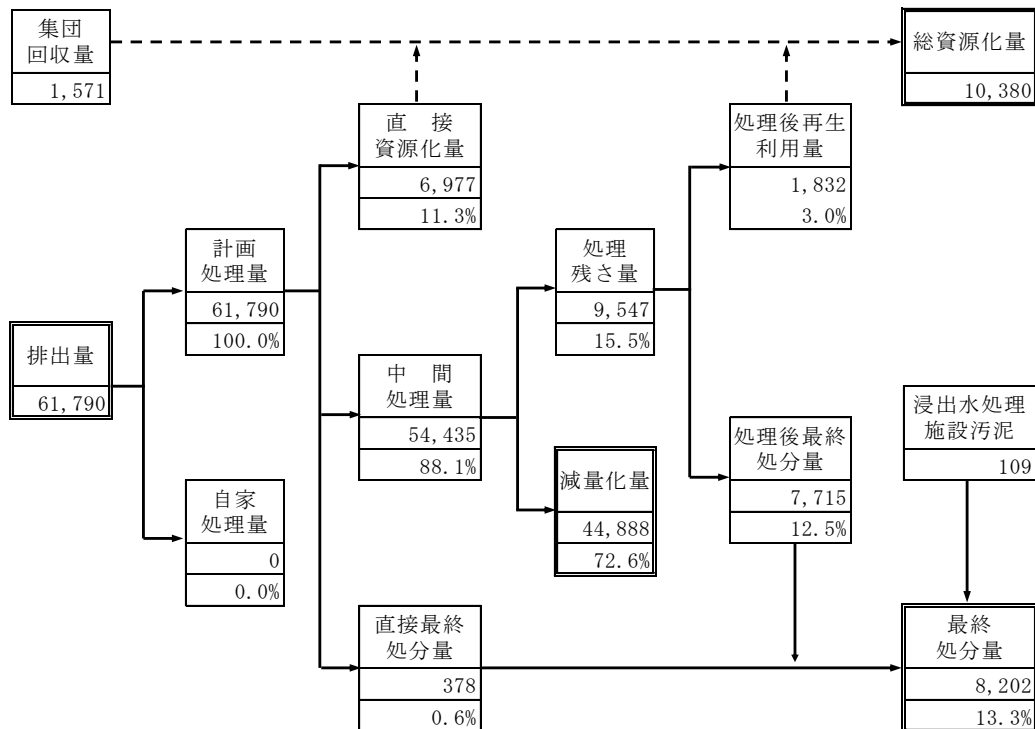 集団
回収量
1,571
総資源化量
10,380
直　接
資源化量
6,977
11.3%
処理後再生
利用量
1,832
3.0%
計画
処理量
61,790
100.0%
処理
残さ量
9,547
15.5%
排出量
61,790
中　間
処理量
54,435
88.1%
処理後最終
処分量
7,715
12.5%
浸出水処理
施設汚泥
109
減量化量
44,888
72.6%
自家
処理量
0
0.0%
直接最終
処分量
378
0.6%
最終
処分量
8,202
13.3%